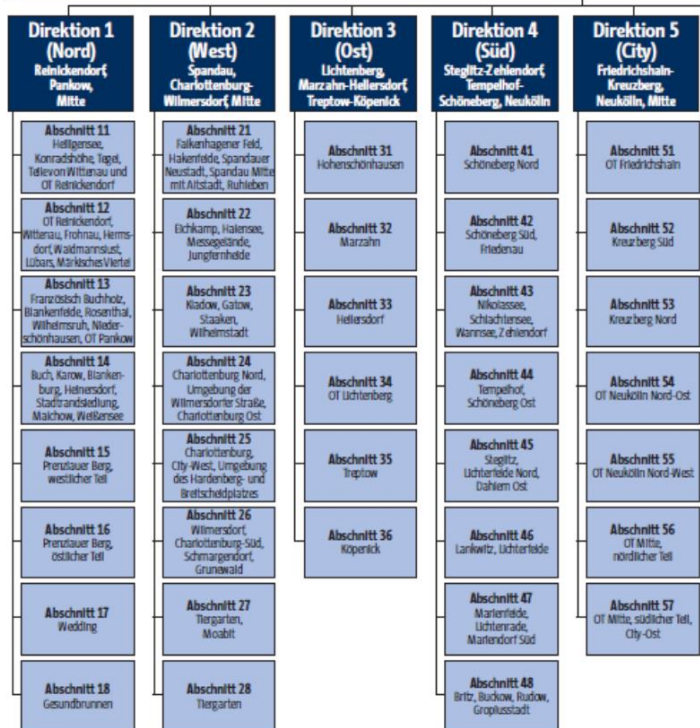 Direktion 1
(Nord)
Reinickendorf,
Pankow,
Mitte
Abschnitt 11
Heiligensee,
Konradshöhe, Tegel,
Teile von Wittenau und
OT Reinickendorf
Abschnitt 12
OT Reinickendorf,
Wittenau, Frohnau, Herms-
dorf, Waidmannslust,
Lübars, Märkisches Viertel
Abschnitt 13
Französisch Buchholz,
Blankenfelde, Rosenthal,
Wilhelmsruh, Nieder-
schönhausen, OT Pankow
Abschnitt 14
Buch, Karow, Blanken-
burg, Heinersdorf,
Stadtrandsiedlung,
Malchow, Weißensee
Abschnitt 15
Prenzlauer Berg,
westlicher Teil
Abschnitt 16
Prenzlauer Berg,
östlicher Teil
Abschnitt 17
Wedding
Abschnitt 18
Gesundbrunnen
Direktion 2
(West)
Spandau,
Charlottenburg-
Wilmersdorf, Mitte
Abschnitt 21
Falkenhagener Feld,
Hakenfelde, Spandauer
Neustadt, Spandau Mitte
mit Altstadt, Ruhleben
Abschnitt 22
Eichkamp, Halensee,
Messegelände,
Jungfernheide
Abschnitt 23
Kladow, Gatow,
Staaken,
Wilhelmstadt
Abschnitt 24
Charlottenburg Nord,
Umgebung der
Wilmersdorfer Straße,
Charlottenburg Ost
Abschnitt 25
Charlottenburg,
City-West, Umgebung
des Hardenberg- und
Breitscheidplatzes
Abschnitt 26
Wilmersdorf,
Charlottenburg-Süd,
Schmargendorf,
Grunewald
Abschnitt 27
Tiergarten,
Moabit
Abschnitt 28
Tiergarten
Direktion 3
(Ost)
Lichtenberg,
Marzahn-Hellersdorf,
Treptow-Köpenick
Abschnitt 31
Hohenschönhausen
Abschnitt 32
Marzahn
Abschnitt 33
Hellersdorf
Abschnitt 34
OT Lichtenberg
Abschnitt 35
Treptow
Abschnitt 36
Köpenick
Direktion 4
(Süd)
Steglitz-Zehlendorf,
Tempelhof-
Schöneberg, Neukölln
Abschnitt 41
Schöneberg Nord
Abschnitt 42
Schöneberg Süd,
Friedenau
Abschnitt 43
Nikolassee,
Schlachtensee,
Wannsee, Zehlendorf
Abschnitt 44
Tempelhof,
Schöneberg Ost
Abschnitt 45
Steglitz,
Lichterfelde Nord,
Dahlem Ost
Abschnitt 46
Lankwitz, Lichterfelde
Abschnitt 47
Marienfelde,
Lichtenrade,
Mariendorf Süd
Abschnitt 48
Britz, Buckow, Rudow,
Gropiusstadt
Direktion 5
(City)
Friedrichshain-
Kreuzberg,
Neukölln, Mitte
Abschnitt 51
OT Friedrichshain
Abschnitt 52
Kreuzberg Süd
Abschnitt 53
Kreuzberg Nord
Abschnitt 54
OT Neukölln Nord-Ost
Abschnitt 55
OT Neukölln Nord-West
Abschnitt 56
OT Mitte,
nördlicher Teil
Abschnitt 57
OT Mitte, südlicher Teil,
City-Ost